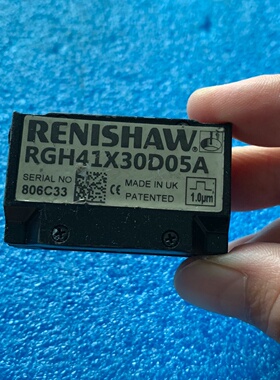 RENISHAW
RGH41X30D05A
SERIAL NO
806C33
CE
MADE IN UK
PATENTED
1.0µm